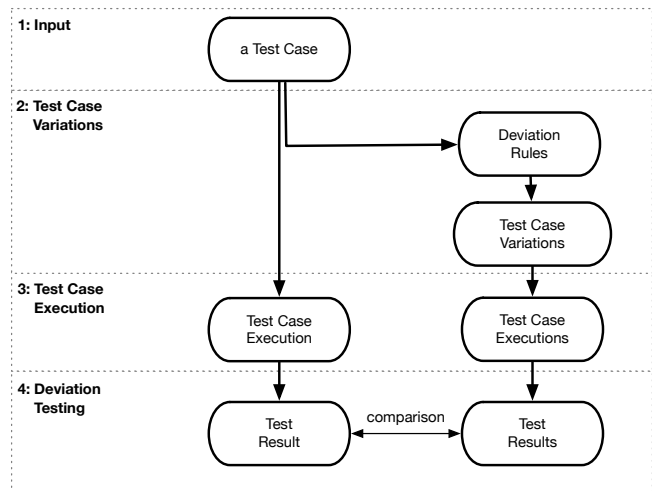 1: Input
a Test Case
2: Test Case
Variations
Deviation
Rules
Test Case
Variations
3: Test Case
Execution
Test Case
Execution
Test Case
Executions
4: Deviation
Testing
Test
Result
comparison
Test
Results